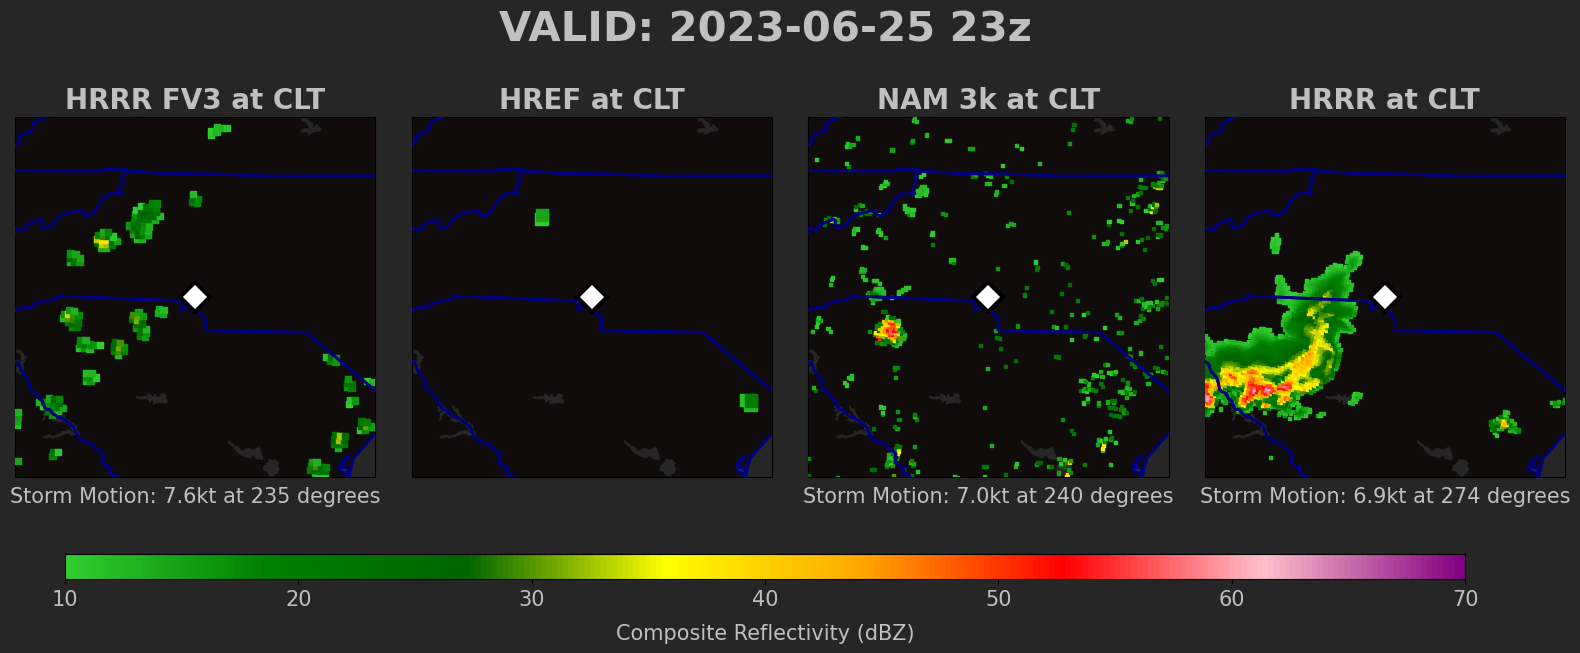 VALID: 2023-06-25 23z
HRRR FV3 at CLT
HREF at CLT
NAM 3k at CLT
HRRR at CLT
Storm Motion: 7.6kt at 235 degrees
Storm Motion: 7.0kt at 240 degrees
Storm Motion: 6.9kt at 274 degrees
10 20 30 40 50 60 70
Composite Reflectivity (dBZ)